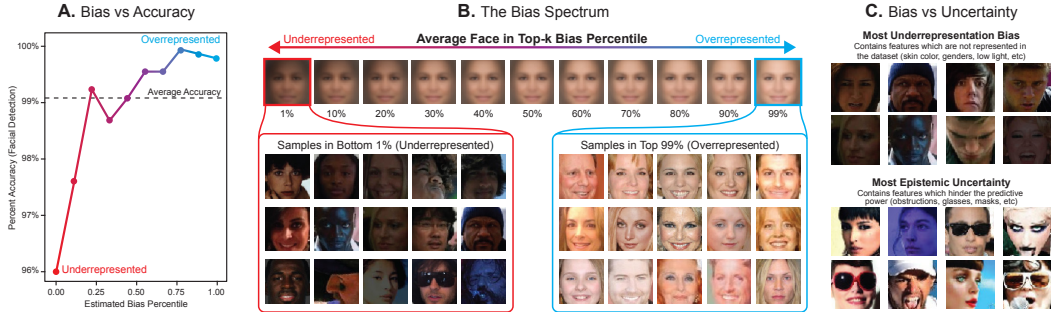 A. Bias vs Accuracy
100%
99%
98%
97%
96%
Percent Accuracy (Facial Detection)
Overrepresented
Average Accuracy
Underrepresented
0.00 0.25 0.50 0.75 1.00
Estimated Bias Percentile
B. The Bias Spectrum
Underrepresented Average Face in Top-k Bias Percentile Overrepresented
1% 10% 20% 30% 40% 50% 60% 70% 80% 90% 99%
Samples in Bottom 1% (Underrepresented)
Samples in Top 99% (Overrepresented)
C. Bias vs Uncertainty
Most Underrepresentation Bias
Contains features which are not represented in
the dataset (skin color, genders, low light, etc)
Most Epistemic Uncertainty
Contains features which hinder the predictive
power (obstructions, glasses, masks, etc)